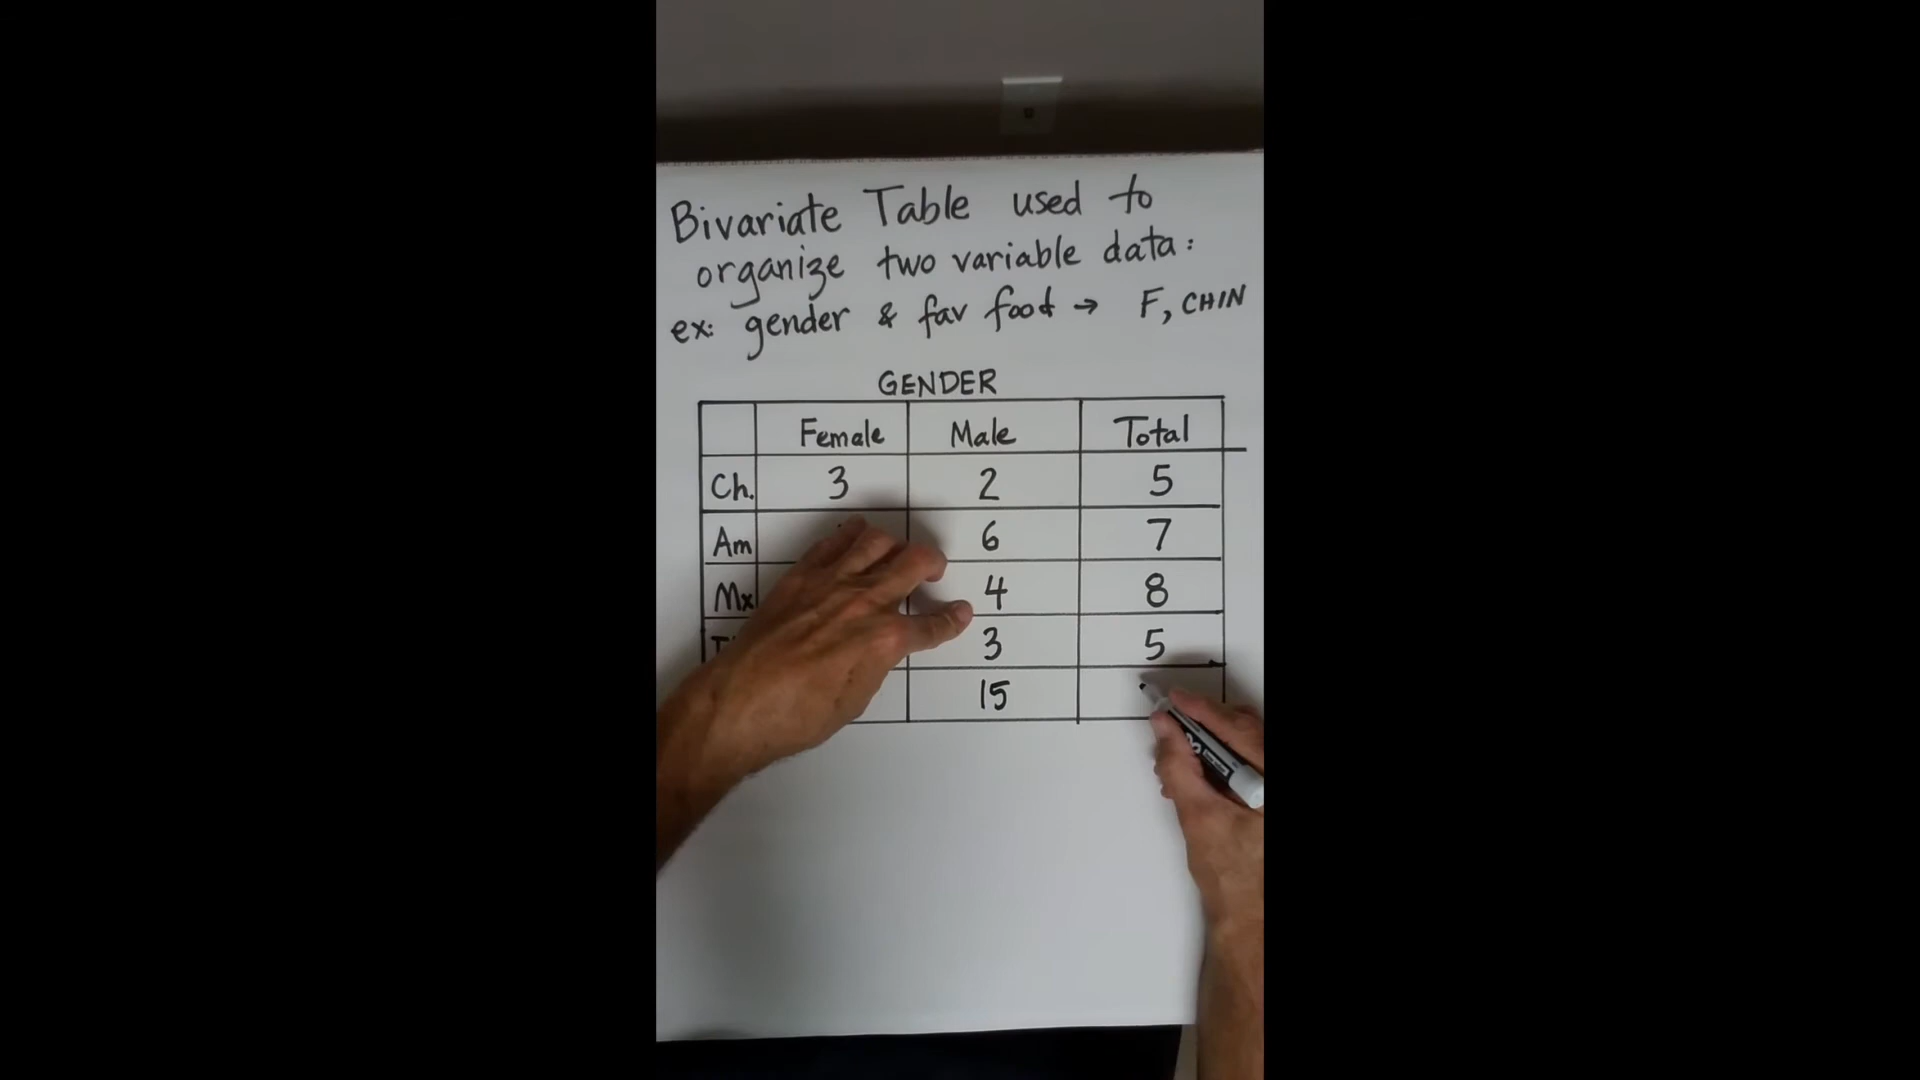 Bivariate Table used to
organize two variable data:
ex: gender & fav food → F, CHIN
GENDER
Female Male Total
Ch. 3 2 5
Am 6 7
Mx 4 8
3 5
15